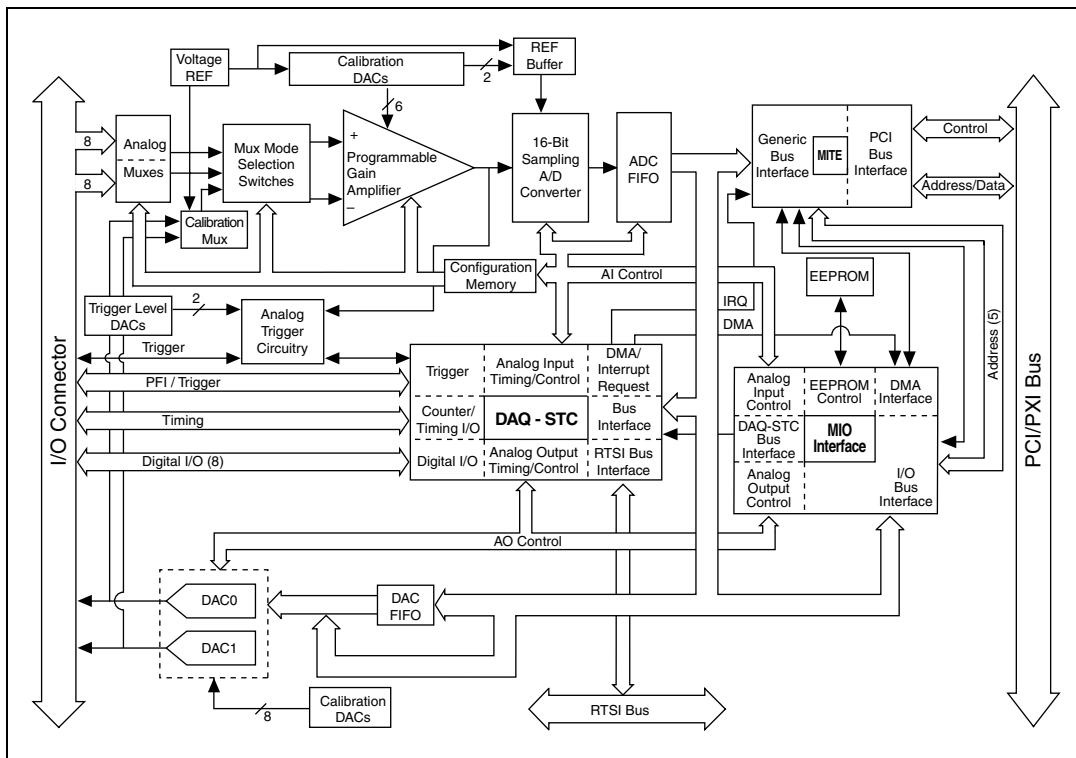 Voltage
REF
Calibration
DACs
2
REF
Buffer
6
8
8
Analog
Muxes
Mux Mode
Selection
Switches
+
Programmable
Gain
Amplifier
–
16-Bit
Sampling
A/D
Converter
ADC
FIFO
Generic
Bus
Interface
MITE
PCI
Bus
Interface
Control
Address/Data
Calibration
Mux
Configuration
Memory
AI Control
EEPROM
IRQ
DMA
Address (5)
Trigger Level
DACs
2
Analog
Trigger
Circuitry
Trigger
PFI / Trigger
Timing
Digital I/O (8)
I/O Connector
PCI/PXI Bus
Trigger
Analog Input
Timing/Control
DMA/
Interrupt
Request
Counter/
Timing I/O
DAQ - STC
Bus
Interface
Digital I/O
Analog Output
Timing/Control
RTSI Bus
Interface
Analog
Input
Control
EEPROM
Control
DMA
Interface
DAQ-STC
Bus
Interface
MIO
Interface
Analog
Output
Control
I/O
Bus
Interface
AO Control
DAC0
DAC1
DAC
FIFO
8
Calibration
DACs
RTSI Bus